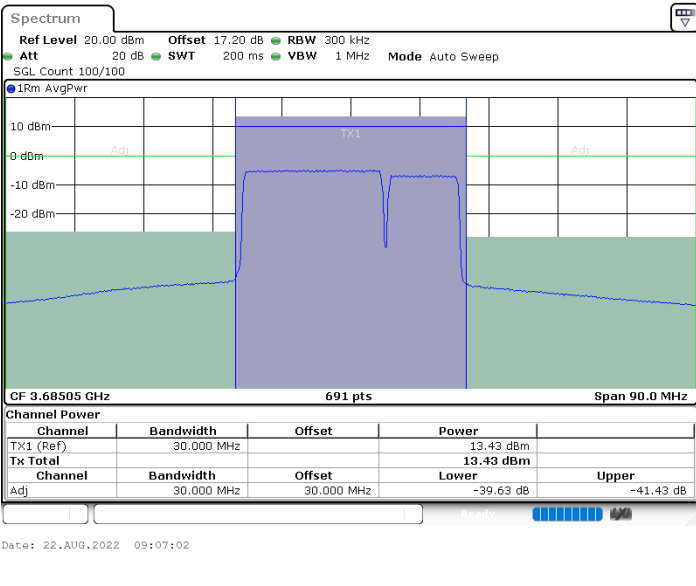 Spectrum
Ref Level 20.00 dBm Offset 17.20 dB RBW 300 kHz
Att 20 dB SWT 200 ms VBW 1 MHz Mode Auto Sweep
SGL Count 100/100
1Rm AvgPwr
10 dBm
TX1
Adj Adj
0 dBm
-10 dBm
-20 dBm
CF 3.68505 GHz 691 pts Span 90.0 MHz
Channel Power
Channel Bandwidth Offset Power
TX1 (Ref) 30.000 MHz 13.43 dBm
Tx Total 13.43 dBm
Channel Bandwidth Offset Lower Upper
Adj 30.000 MHz 30.000 MHz -39.63 dB -41.43 dB
Ready
Date: 22.AUG.2022 09:07:02